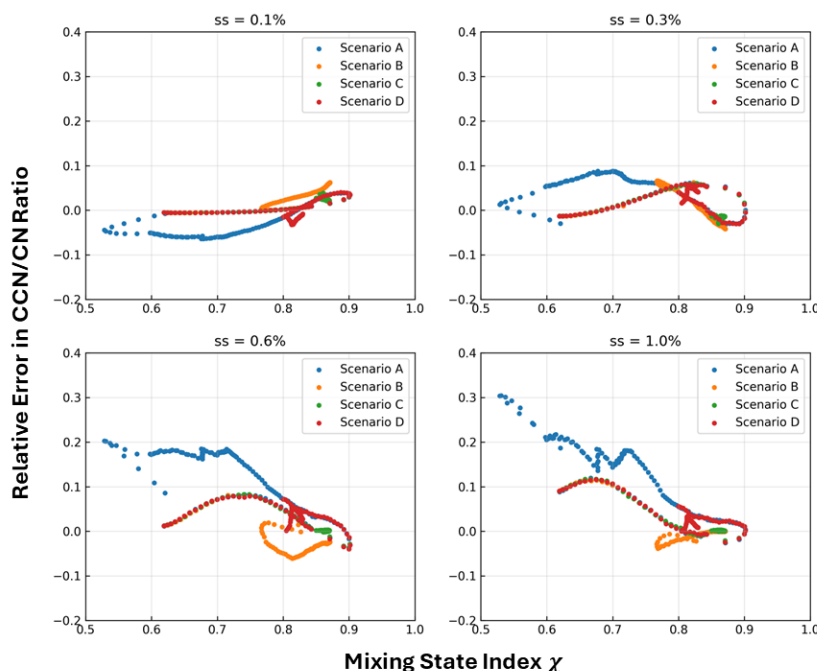 ss = 0.1%
0.4
0.3
0.2
0.1
0.0
−0.1
−0.2
0.5 0.6 0.7 0.8 0.9 1.0
Scenario A
Scenario B
Scenario C
Scenario D
ss = 0.3%
0.4
0.3
0.2
0.1
0.0
−0.1
−0.2
0.5 0.6 0.7 0.8 0.9 1.0
Scenario A
Scenario B
Scenario C
Scenario D
Relative Error in CCN/CN Ratio
ss = 0.6%
0.4
0.3
0.2
0.1
0.0
−0.1
−0.2
0.5 0.6 0.7 0.8 0.9 1.0
Scenario A
Scenario B
Scenario C
Scenario D
ss = 1.0%
0.4
0.3
0.2
0.1
0.0
−0.1
−0.2
0.5 0.6 0.7 0.8 0.9 1.0
Scenario A
Scenario B
Scenario C
Scenario D
Mixing State Index χ